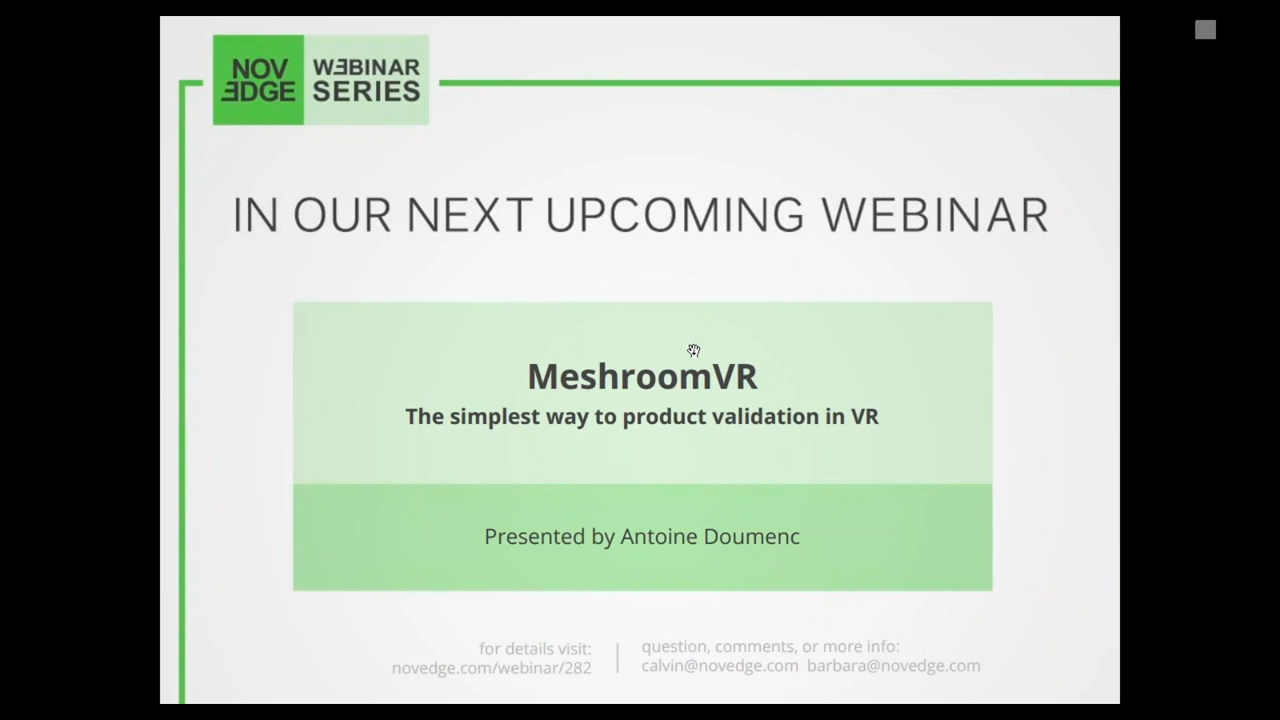 NOV
EDGE
WEBINAR
SERIES
IN OUR NEXT UPCOMING WEBINAR
MeshroomVR
The simplest way to product validation in VR
Presented by Antoine Doumenc
for details visit:
novedge.com/webinar/282
question, comments, or more info:
calvin@novedge.com barbara@novedge.com